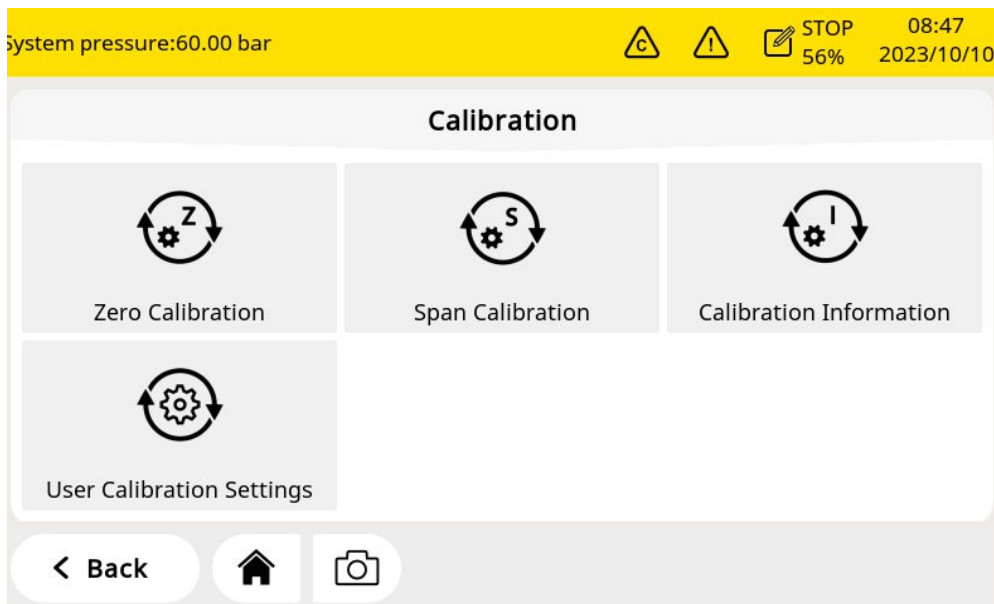 System pressure:60.00 bar
C
!
STOP
56%
08:47
2023/10/10
Calibration
Z
S
I
Zero Calibration
Span Calibration
Calibration Information
User Calibration Settings
Back